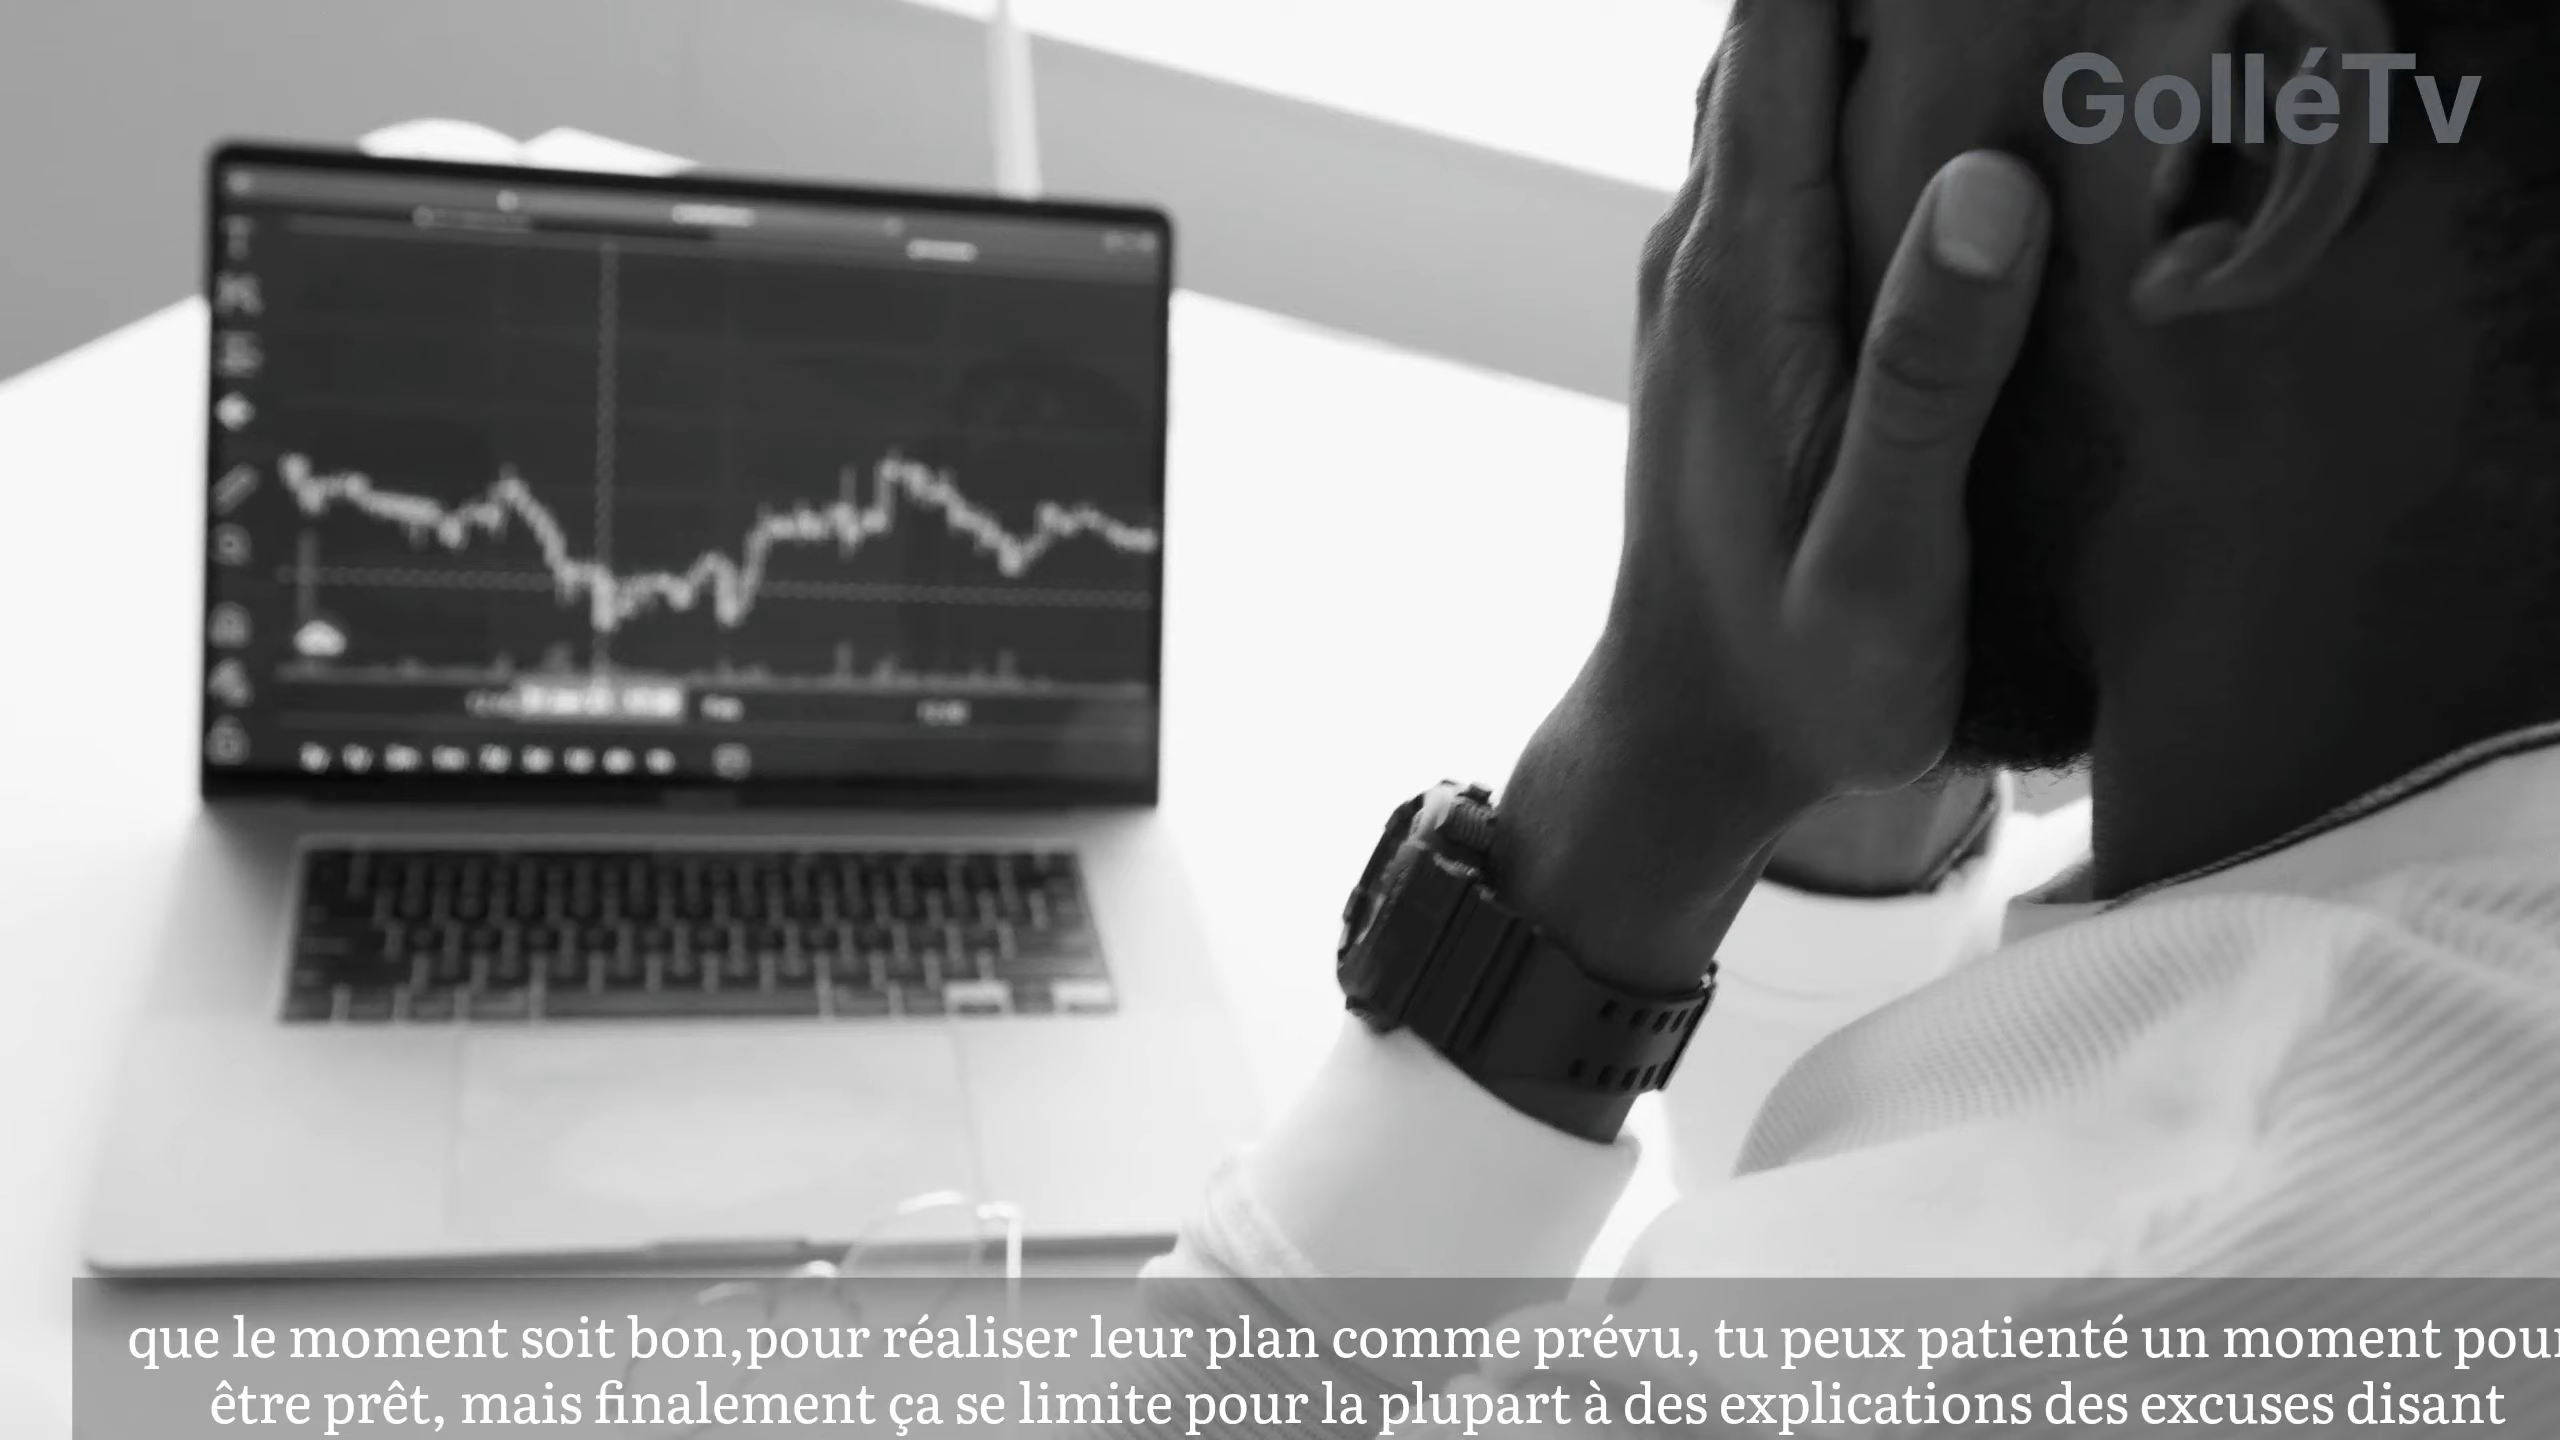 GolléTv
que le moment soit bon,pour réaliser leur plan comme prévu, tu peux patienté un moment pour
être prêt, mais finalement ça se limite pour la plupart à des explications des excuses disant